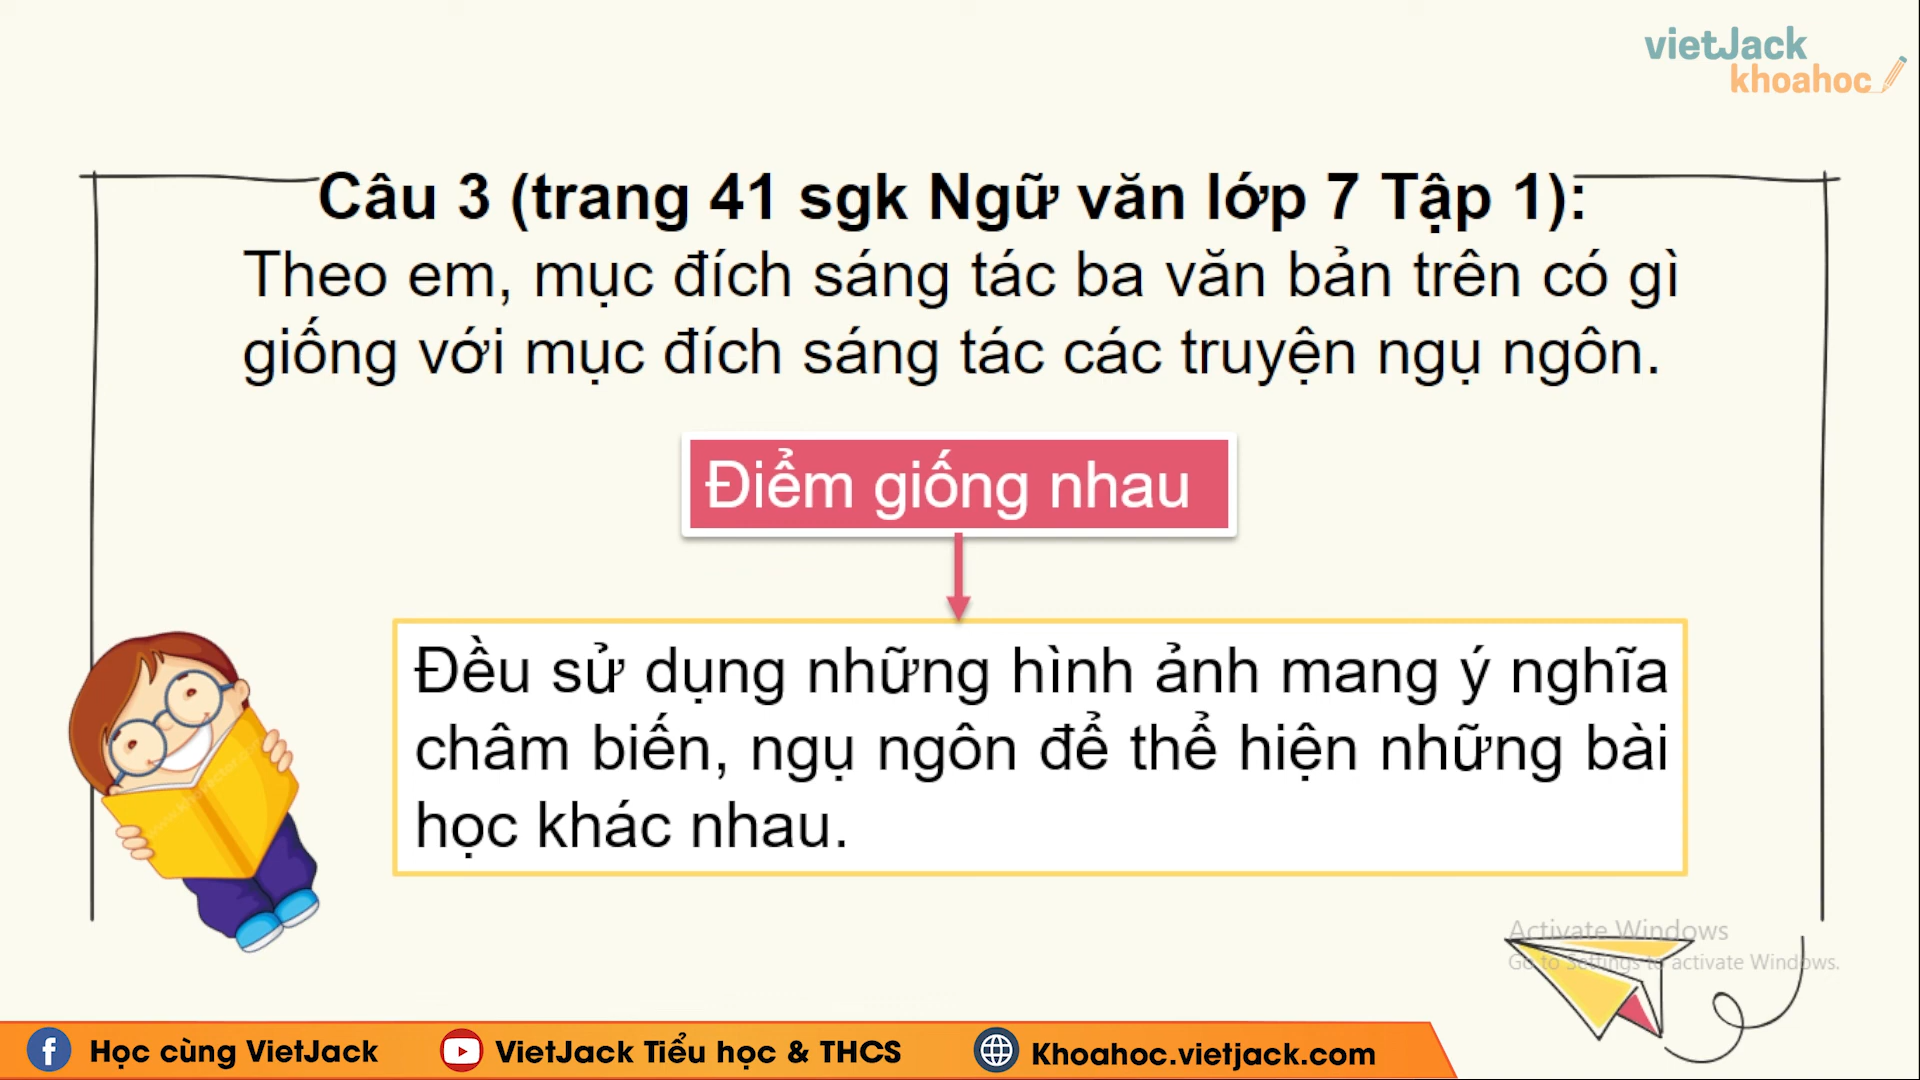 vietJack
khoahoc
Câu 3 (trang 41 sgk Ngữ văn lớp 7 Tập 1):
Theo em, mục đích sáng tác ba văn bản trên có gì
giống với mục đích sáng tác các truyện ngụ ngôn.
Điểm giống nhau
Đều sử dụng những hình ảnh mang ý nghĩa
châm biến, ngụ ngôn để thể hiện những bài
học khác nhau.
Activate Windows
Go to Settings to activate Windows.
Học cùng VietJack
VietJack Tiểu học & THCS
Khoahoc.vietjack.com